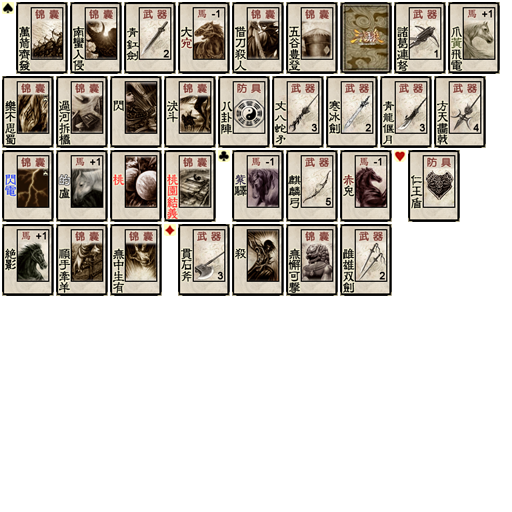 錦囊 萬箭齊發
錦囊 南蠻入侵
武器 青釭劍 2
馬 -1 大宛
錦囊 借刀殺人
錦囊 五谷豊登
武器 諸葛連弩 1
馬 +1 爪黃飛電
錦囊 樂不思蜀
錦囊 過河拆橋
閃
錦囊 決斗
防具 八卦陣
武器 丈八蛇矛 3
武器 寒冰劍 2
武器 青龍偃月 3
武器 方天畵戟 4
錦囊 閃電
馬 +1 的盧
桃
錦囊 桃園結義
馬 -1 紫騂
武器 麒麟弓 5
馬 -1 赤兔
防具 仁王盾
馬 +1 絶影
錦囊 順手牽羊
錦囊 無中生有
武器 貫石斧 3
殺
錦囊 無懈可擊
武器 雌雄双劍 2